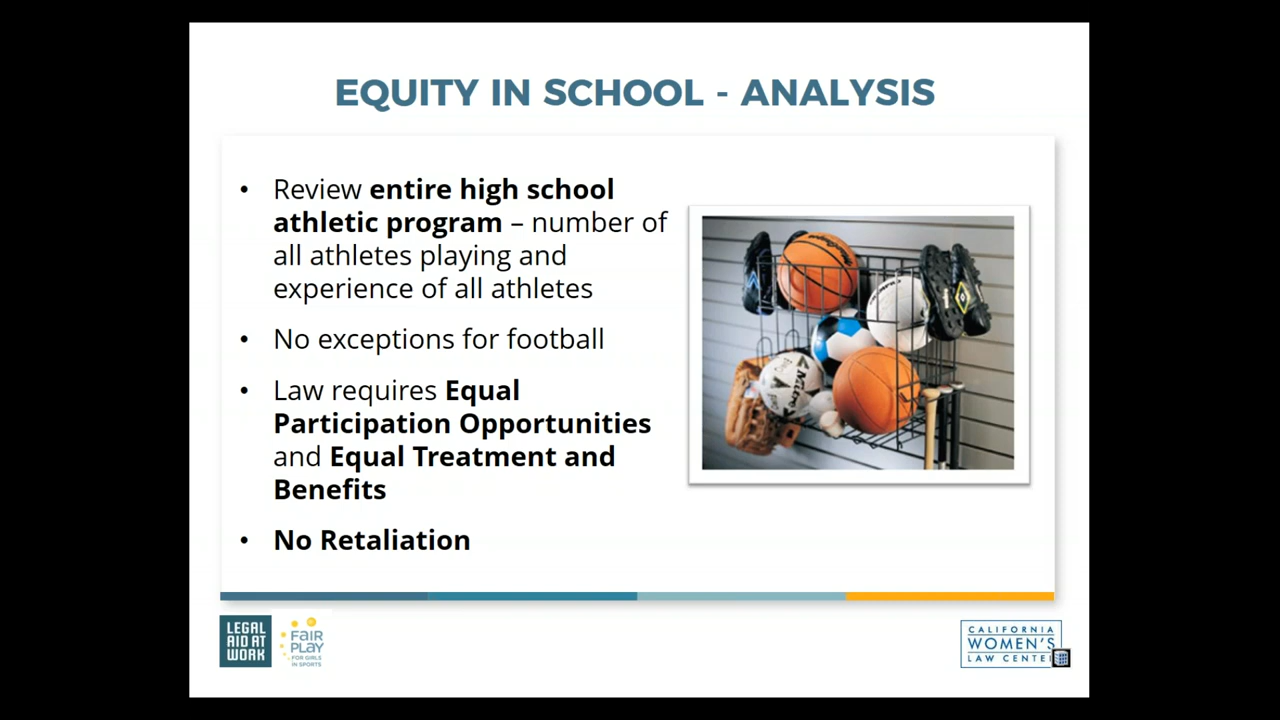 EQUITY IN SCHOOL - ANALYSIS
• Review entire high school
athletic program – number of
all athletes playing and
experience of all athletes
• No exceptions for football
• Law requires Equal
Participation Opportunities
and Equal Treatment and
Benefits
• No Retaliation
Mitre
LEGAL
AID AT
WORK
FAIR
PLAY
FOR GIRLS
IN SPORTS
CALIFORNIA
WOMEN'S
LAW CENTE